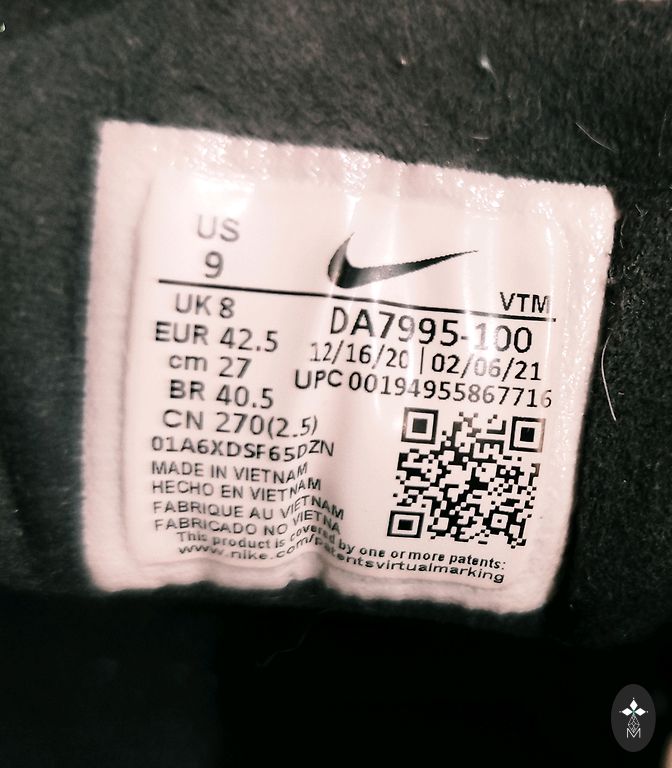 US
9
VTM
UK 8
EUR 42.5
cm 27
BR 40.5
CN 270(2.5)
DA7995-100
12/16/20 | 02/06/21
UPC 00194955867716
01A6XDSF65DZN
MADE IN VIETNAM
HECHO EN VIETNAM
FABRIQUE AU VIETNAM
FABRICADO NO VIETNA
This product is covered by one or more patents:
www.nike.com/patentsvirtualmarking
M